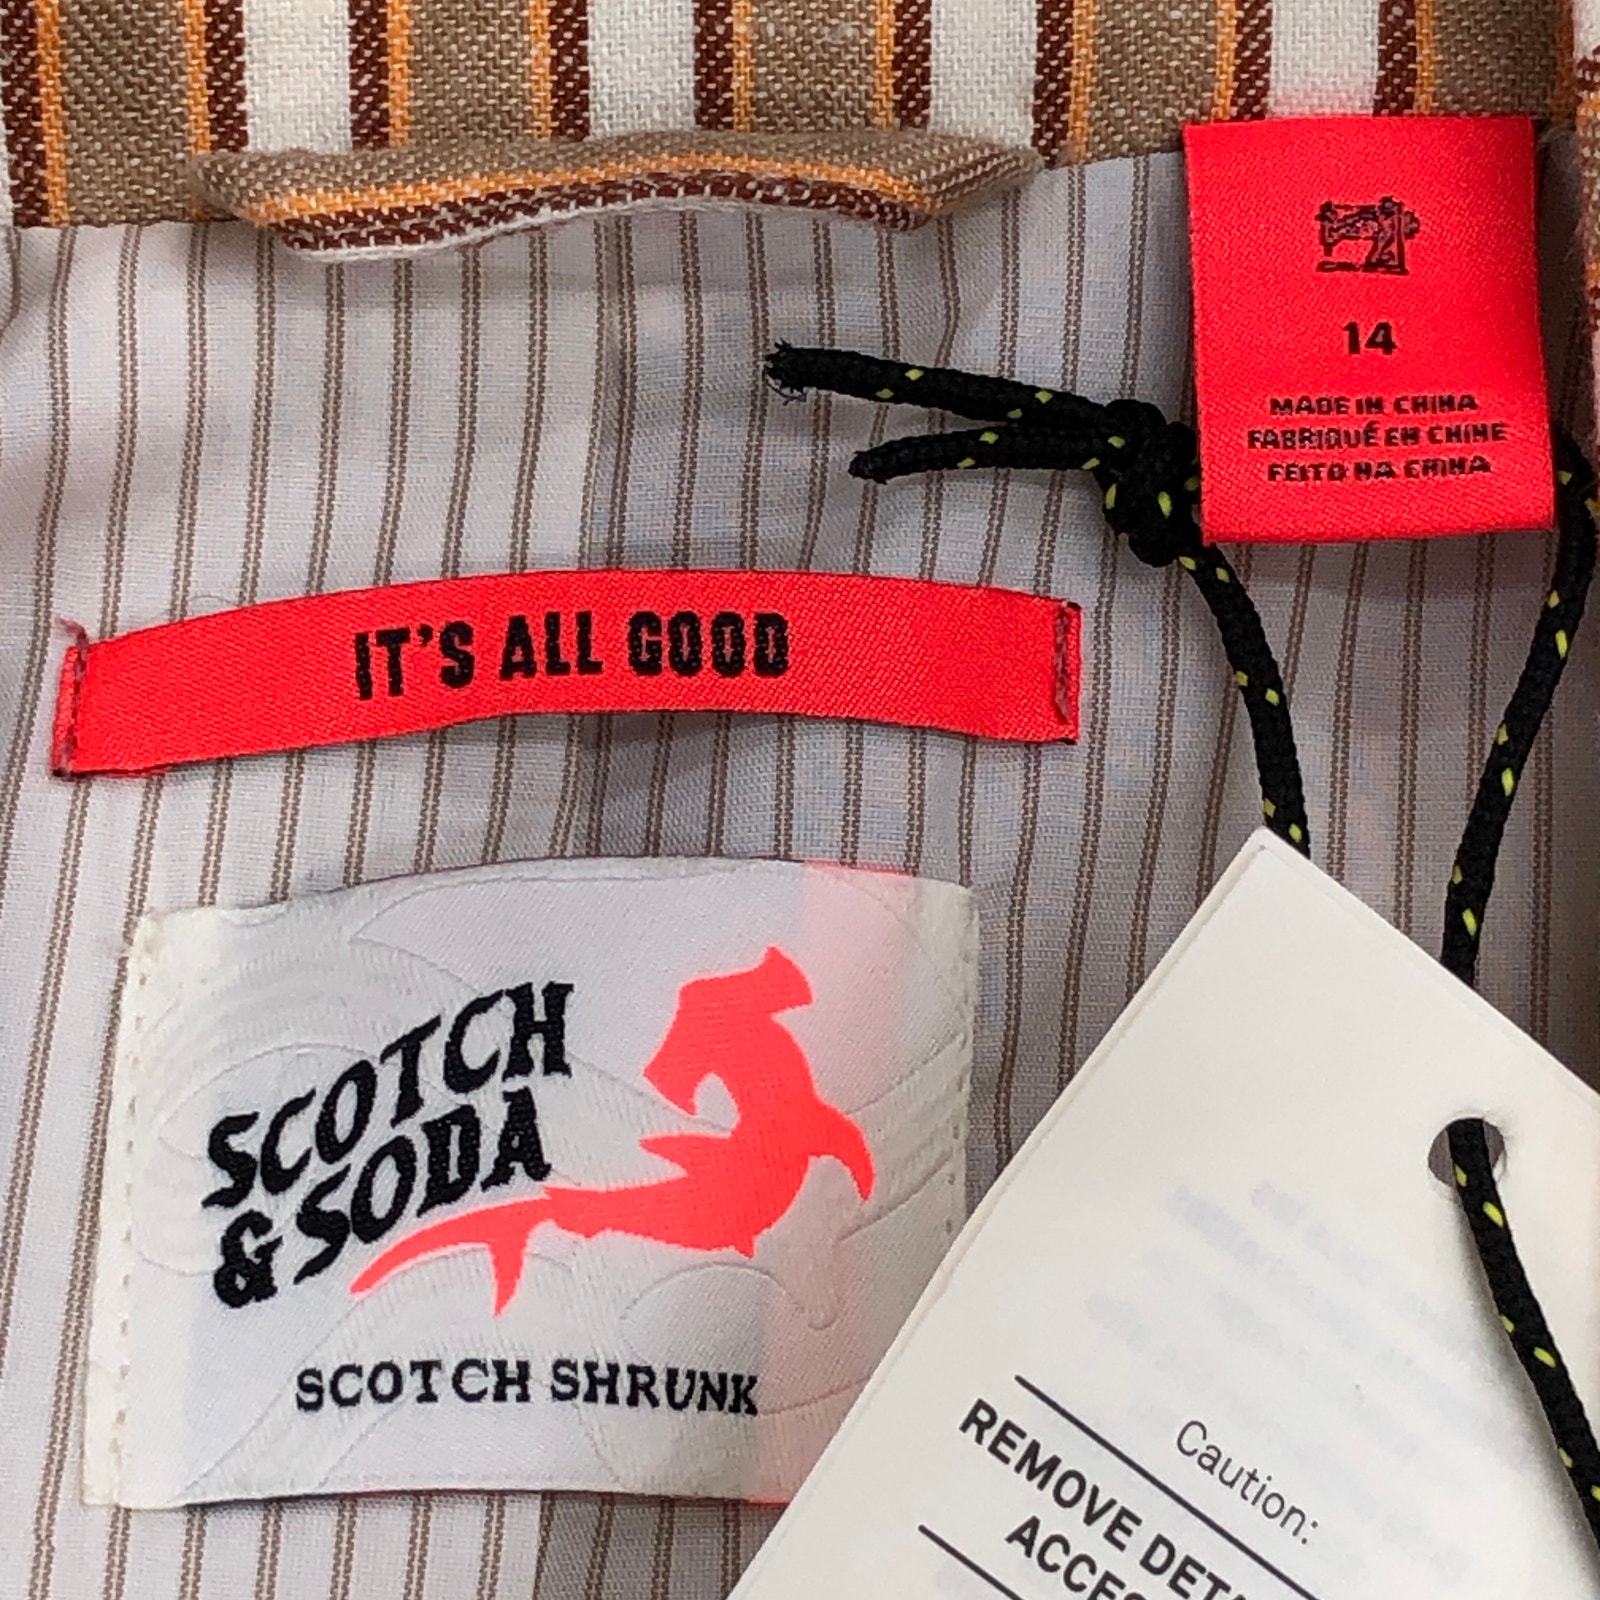 14
MADE IN CHINA
FABRIQUÉ EN CHINE
FEITO NA CHINA
IT'S ALL GOOD
SCOTCH
& SODA
SCOTCH SHRUNK
Caution:
REMOVE DET
ACCES